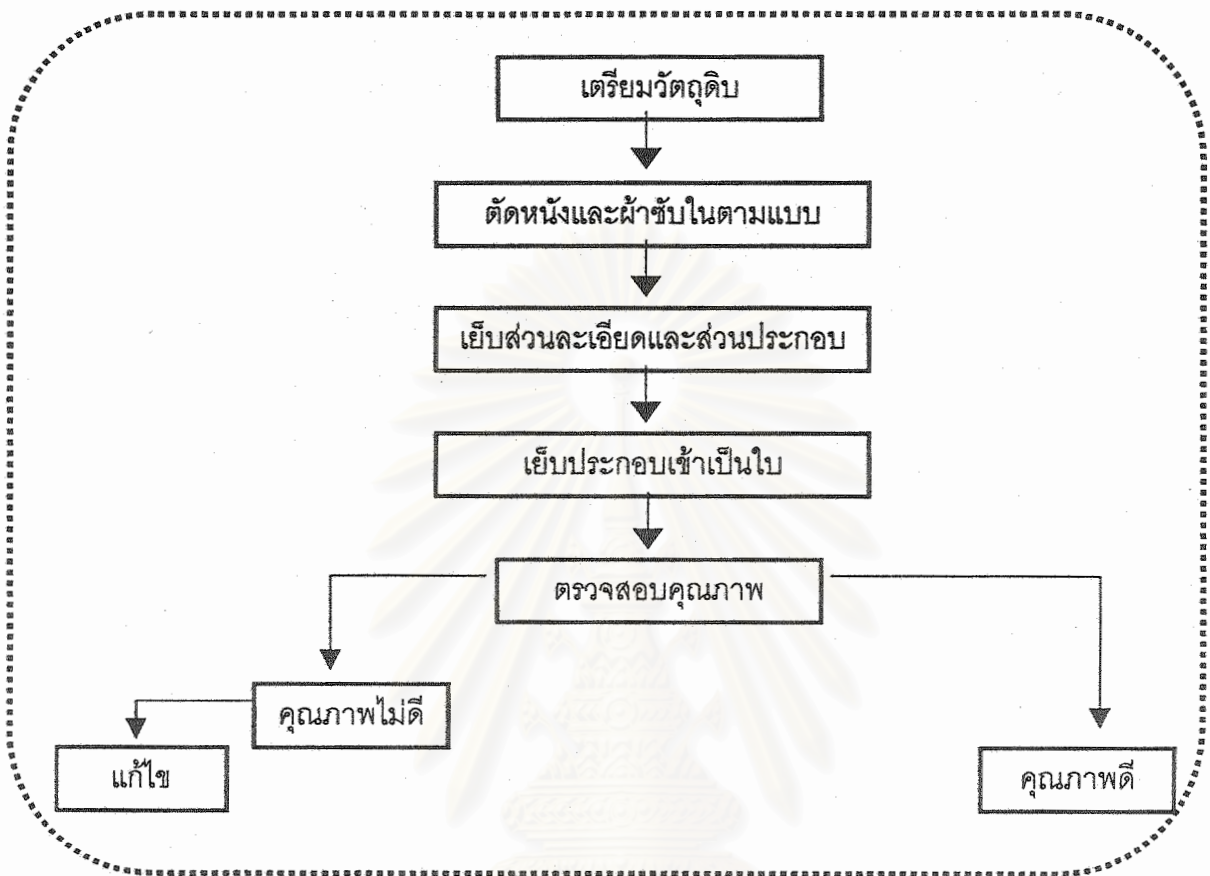 เตรียมวัตถุดิบ
ตัดหนังและผ้าซับในตามแบบ
เย็บส่วนละเอียดและส่วนประกอบ
เย็บประกอบเข้าเป็นใบ
ตรวจสอบคุณภาพ
คุณภาพไม่ดี
แก้ไข
คุณภาพดี